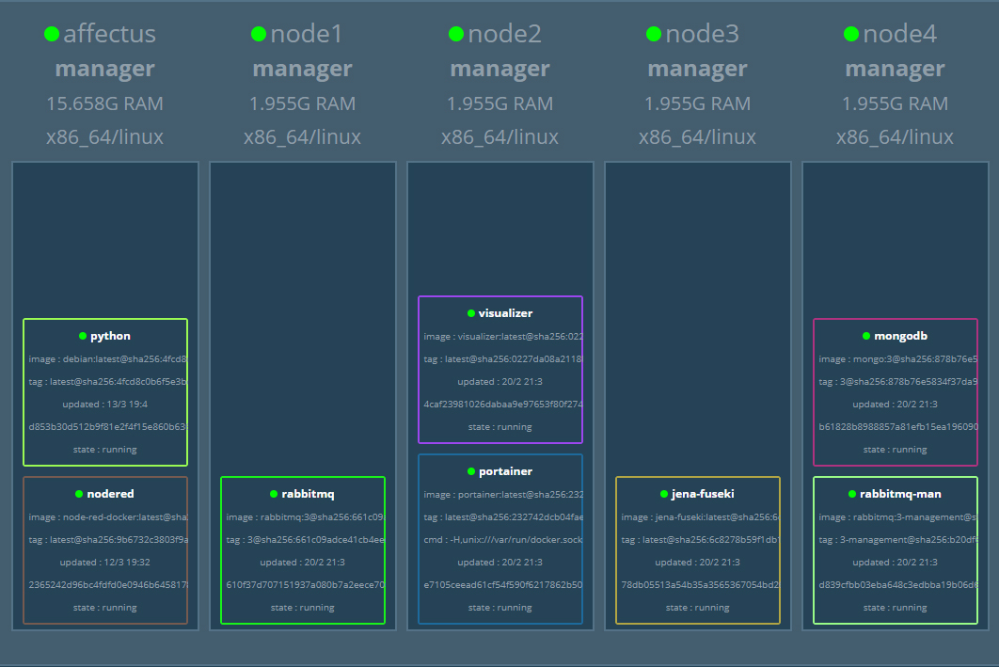 affectus
manager
15.658G RAM
x86_64/linux
python
image : debian:latest@sha256:4fcd8
tag : latest@sha256:4fcd8c0b6f5e3b
updated : 13/3 19:4
d853b30d512b9f81e2f4f15e860b63
state : running
nodered
image : node-red-docker:latest@sha
tag : latest@sha256:9b6732c3803f9a
updated : 12/3 19:32
2365242d96bc4fdfd0e0946b645817
state : running
node1
manager
1.955G RAM
x86_64/linux
rabbitmq
image : rabbitmq:3@sha256:661c09
tag : 3@sha256:661c09adce41cb4ee
updated : 20/2 21:3
610f37d707151937a080b7a2eece70
state : running
node2
manager
1.955G RAM
x86_64/linux
visualizer
image : visualizer:latest@sha256:022
tag : latest@sha256:0227da08a2118
updated : 20/2 21:3
4caf23981026dabaa9e97653f80f274
state : running
portainer
image : portainer:latest@sha256:232
tag : latest@sha256:232742dcb04fae
cmd : -H,unix:///var/run/docker.sock
updated : 20/2 21:3
e7105ceead61cf54f590f6217862b50
state : running
node3
manager
1.955G RAM
x86_64/linux
jena-fuseki
image : jena-fuseki:latest@sha256:6
tag : latest@sha256:6c8278b59f1db
updated : 20/2 21:3
78db05513a54b35a3565367054bd2
state : running
node4
manager
1.955G RAM
x86_64/linux
mongodb
image : mongo:3@sha256:878b76e5
tag : 3@sha256:878b76e5834f37da9
updated : 20/2 21:3
b61828b8988857a81efb15ea196090
state : running
rabbitmq-man
image : rabbitmq:3-management@s
tag : 3-management@sha256:b20df
updated : 20/2 21:3
d839cfbb03eba648c3edbba19b06d
state : running